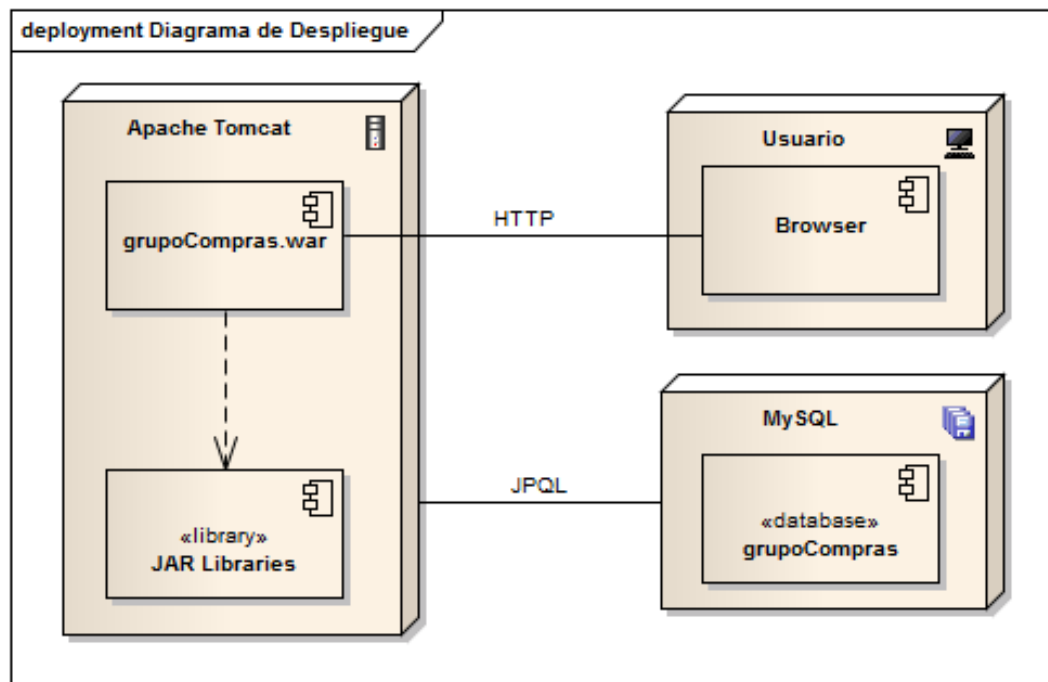 deployment Diagrama de Despliegue
Apache Tomcat
grupoCompras.war
«library»
JAR Libraries
HTTP
JPQL
Usuario
Browser
MySQL
«database»
grupoCompras